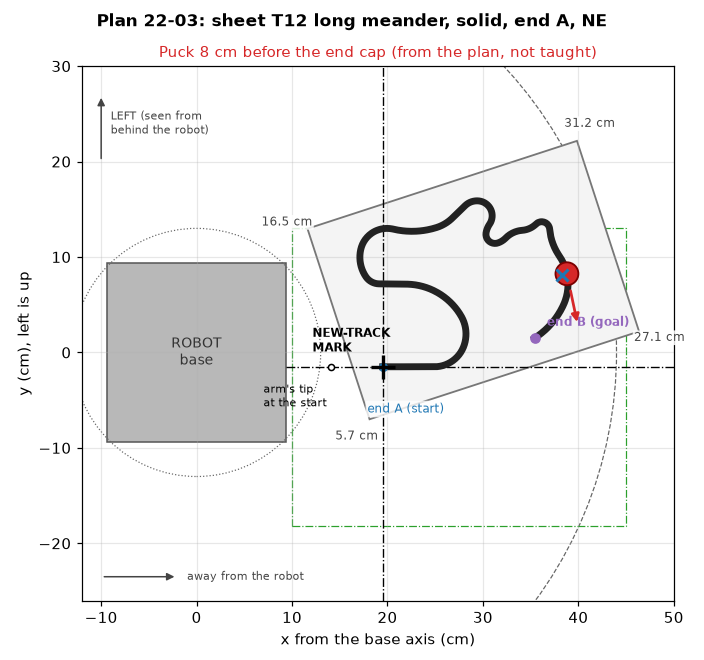 Plan 22-03: sheet T12 long meander, solid, end A, NE
Puck 8 cm before the end cap (from the plan, not taught)
30
20
10
0
−10
−20
y (cm), left is up
LEFT (seen from
behind the robot)
31.2 cm
16.5 cm
ROBOT
base
NEW-TRACK
MARK
end B (goal)
27.1 cm
arm's tip
at the start
end A (start)
5.7 cm
away from the robot
−10
0
10
20
30
40
50
x from the base axis (cm)